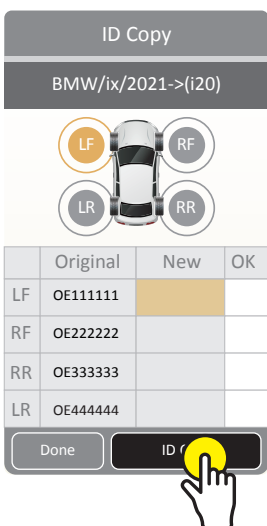 ID Copy
BMW/ix/2021->(i20)
LF RF
LR RR
Original New OK
LF OE111111
RF OE222222
RR OE333333
LR OE444444
Done ID